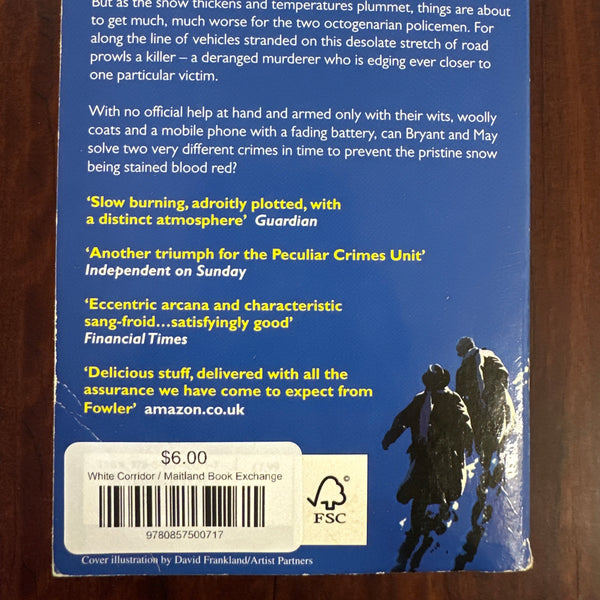 But as the snow thickens and temperatures plummet, things are about
to get much, much worse for the two octogenarian policemen. For
along the line of vehicles stranded on this desolate stretch of road
prowls a killer – a deranged murderer who is edging ever closer to
one particular victim.
With no official help at hand and armed only with their wits, woolly
coats and a mobile phone with a fading battery, can Bryant and May
solve two very different crimes in time to prevent the pristine snow
being stained blood red?
‘Slow burning, adroitly plotted, with
a distinct atmosphere’ Guardian
‘Another triumph for the Peculiar Crimes Unit’
Independent on Sunday
‘Eccentric arcana and characteristic
sang-froid...satisfyingly good’
Financial Times
‘Delicious stuff, delivered with all the
assurance we have come to expect from
Fowler’ amazon.co.uk
$6.00
White Corridor / Maitland Book Exchange
9780857500717
©
FSC
Cover illustration by David Frankland/Artist Partners